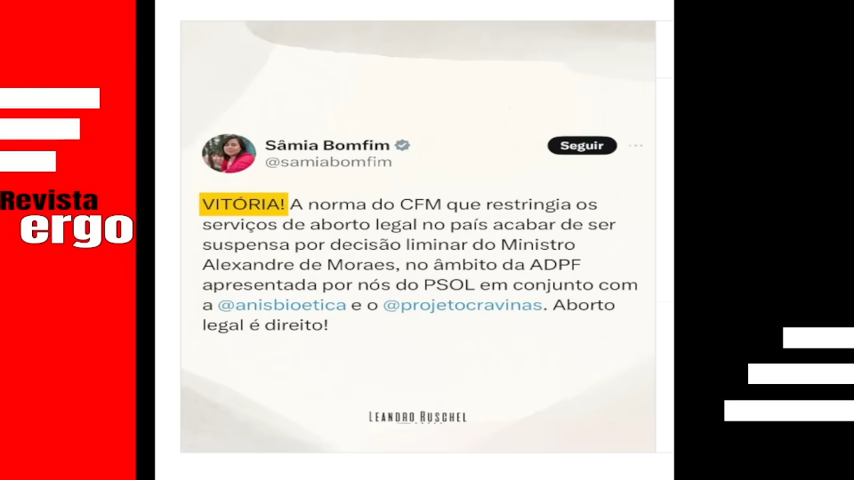 Revista
ergo
Sâmia Bomfim
@samiabomfim
Seguir
VITÓRIA! A norma do CFM que restringia os
serviços de aborto legal no país acabar de ser
suspensa por decisão liminar do Ministro
Alexandre de Moraes, no âmbito da ADPF
apresentada por nós do PSOL em conjunto com
a @anisbioetica e o @projetocravinas. Aborto
legal é direito!
LEANDRO RUSCHEL